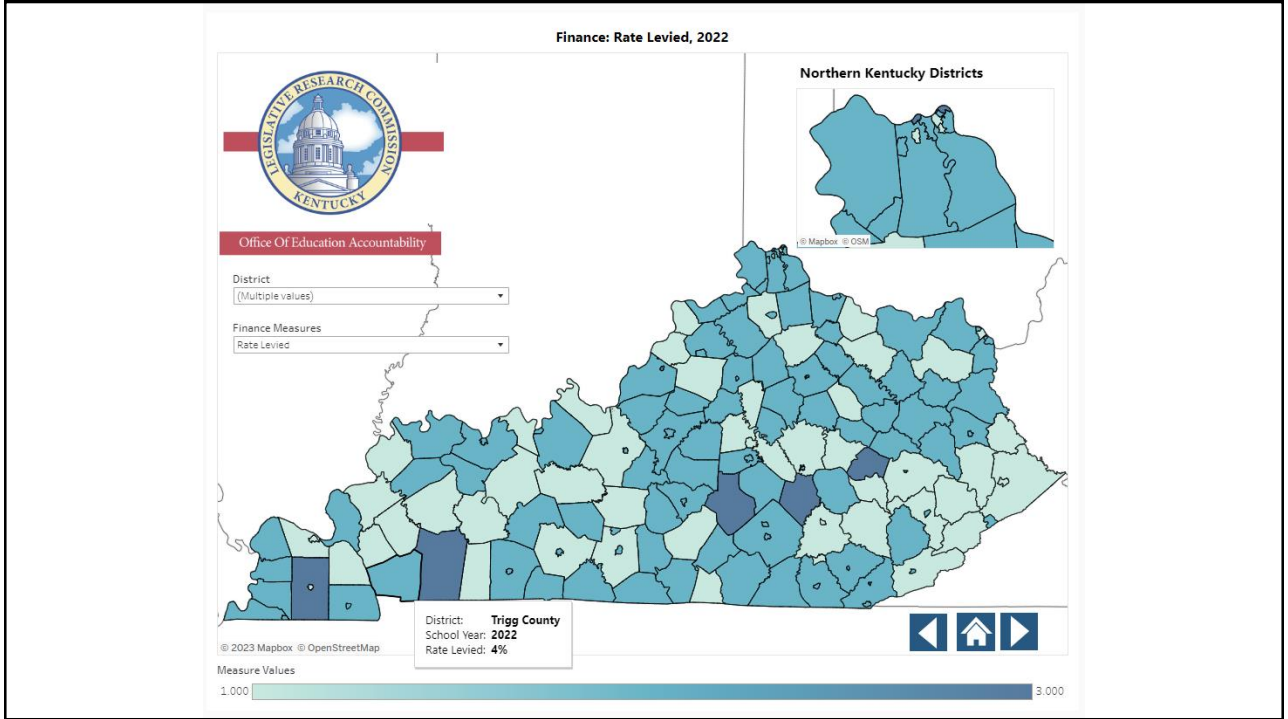 Finance: Rate Levied, 2022
LEGISLATIVE RESEARCH COMMISSION
KENTUCKY
Office Of Education Accountability
District
(Multiple values)
Finance Measures
Rate Levied
Northern Kentucky Districts
© Mapbox © OSM
District: Trigg County
School Year: 2022
Rate Levied: 4%
© 2023 Mapbox © OpenStreetMap
Measure Values
1.000
3.000